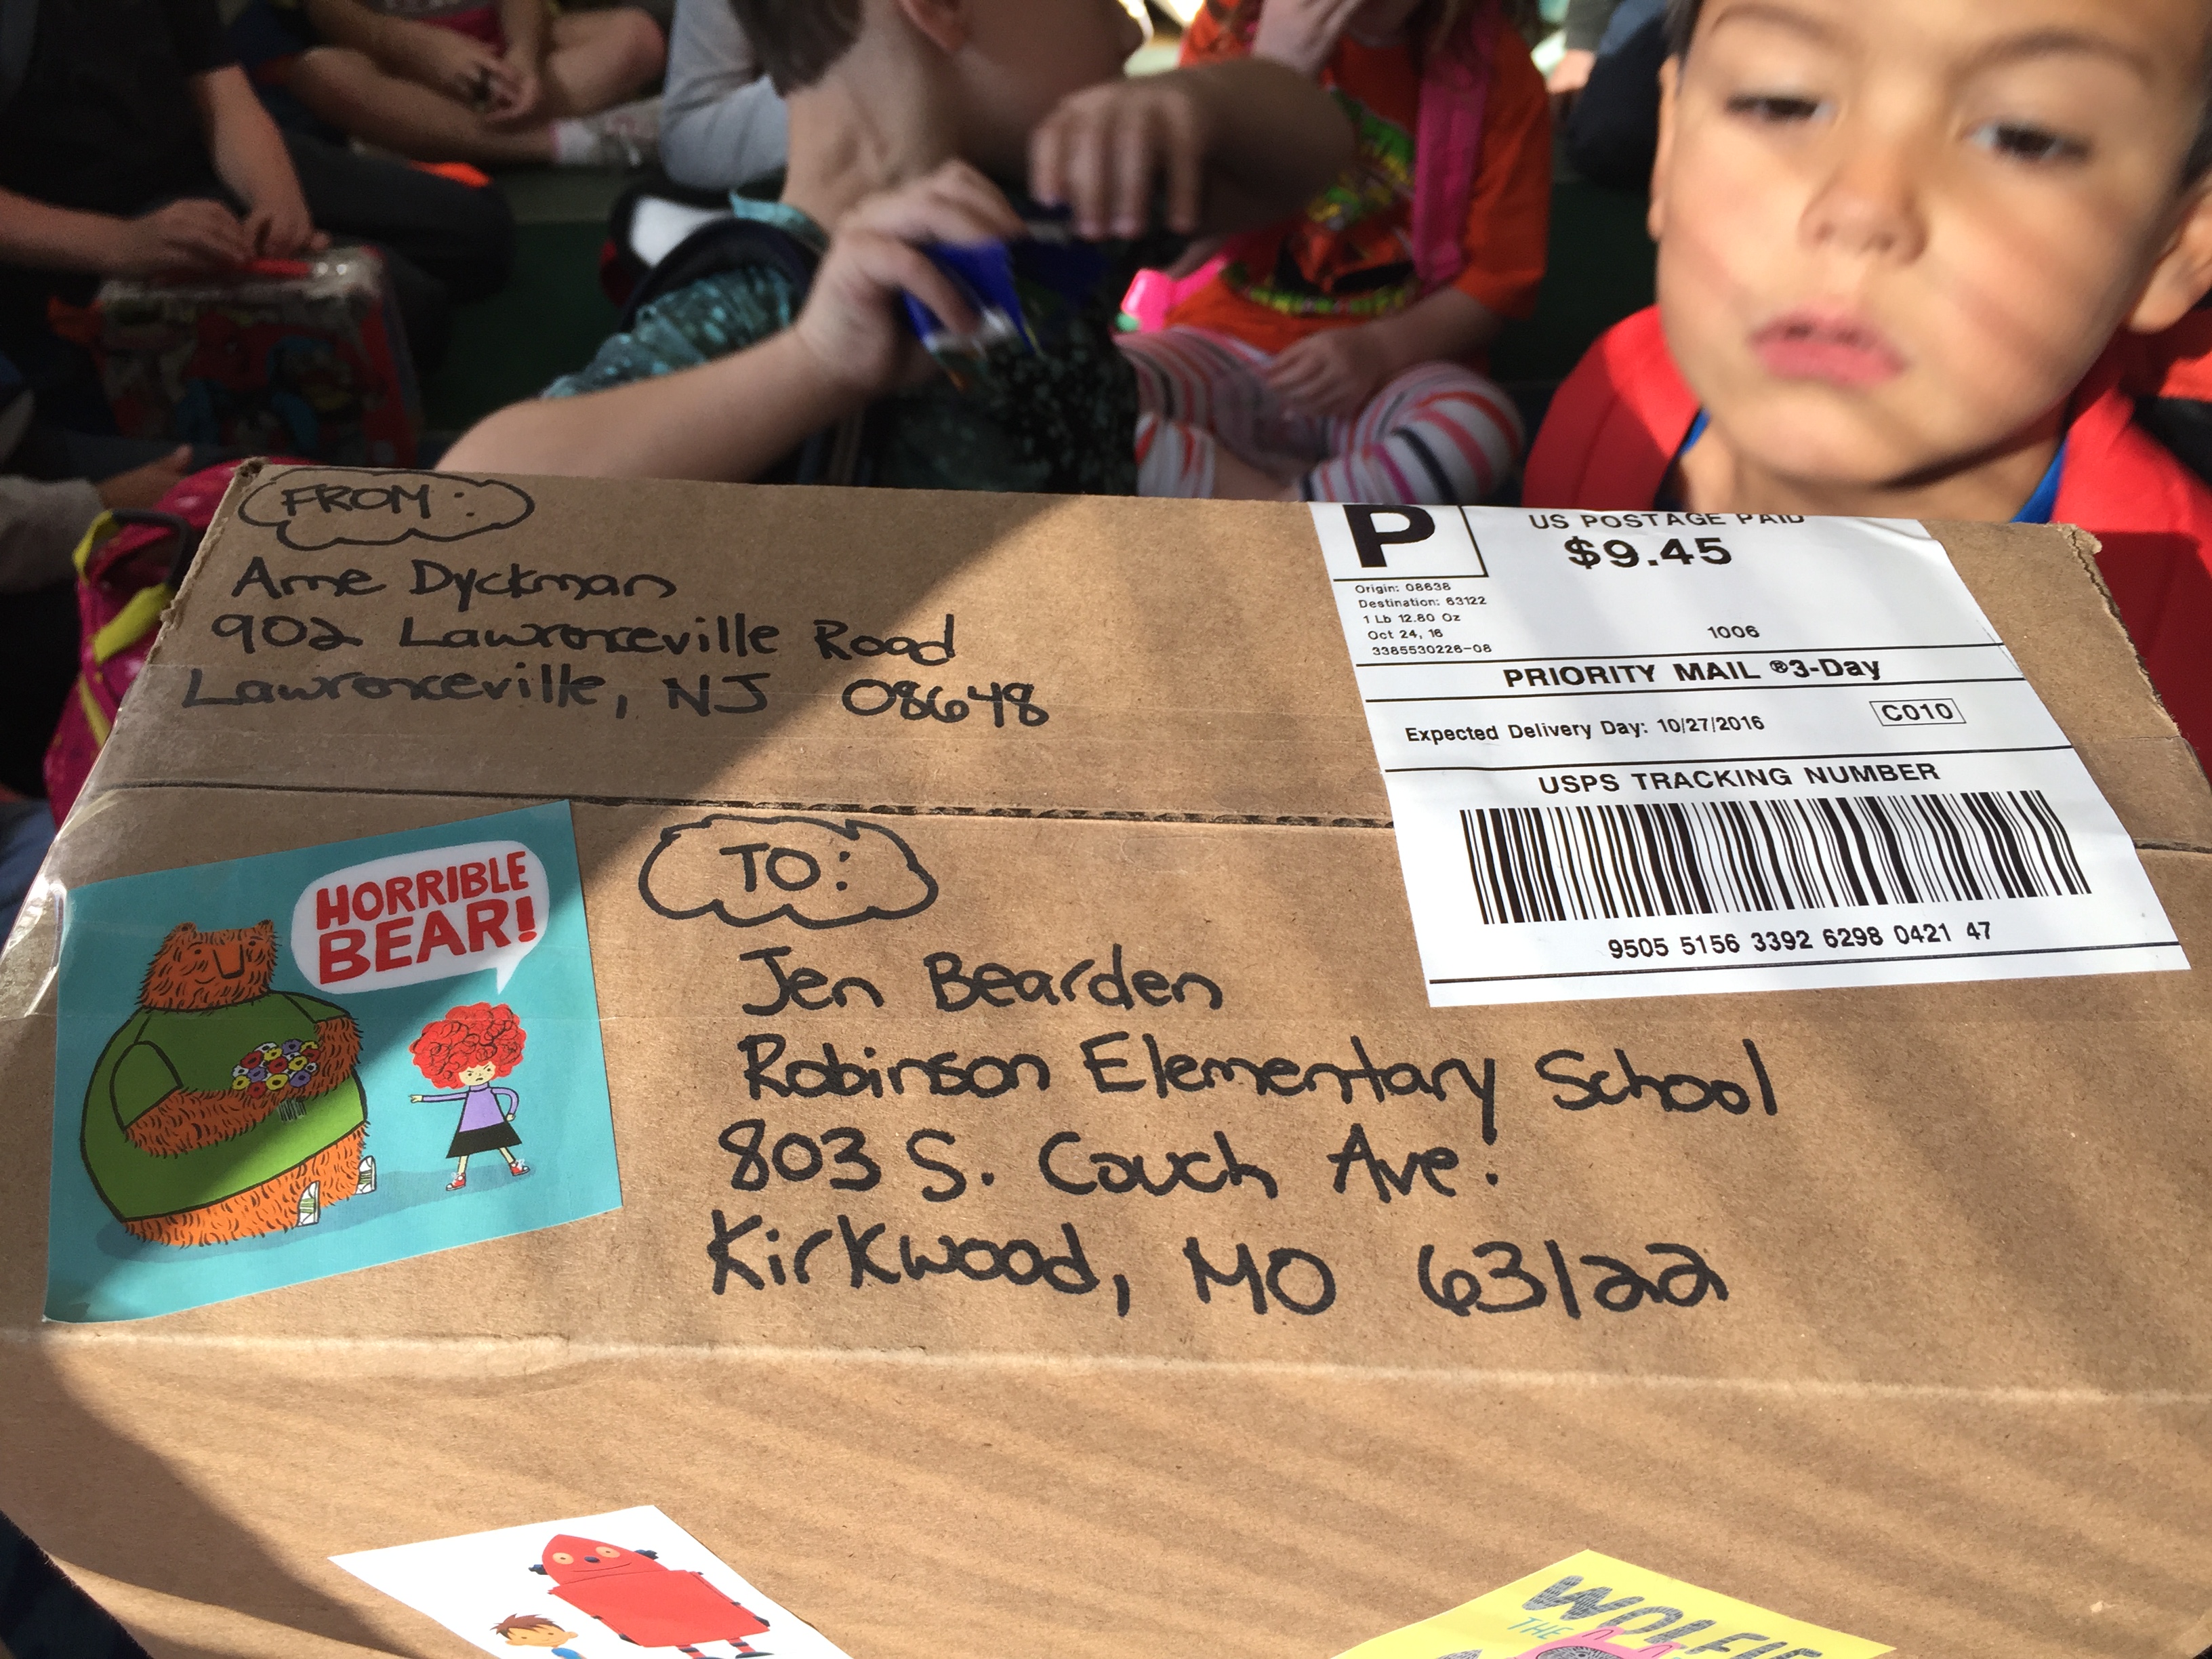 FROM:
Ame Dyckman
902 Lawrenceville Road
Lawrenceville, NJ 08648
P
US POSTAGE PAID
$9.45
Origin: 08638
Destination: 63122
1 Lb 12.80 Oz
Oct 24, 16
3385530226-08
1006
PRIORITY MAIL ®3-Day
Expected Delivery Day: 10/27/2016
C010
USPS TRACKING NUMBER
9505 5156 3392 6298 0421 47
HORRIBLE
BEAR!
TO:
Jen Bearden
Robinson Elementary School
803 S. Couch Ave.
Kirkwood, MO 63122
WOLFIE
THE